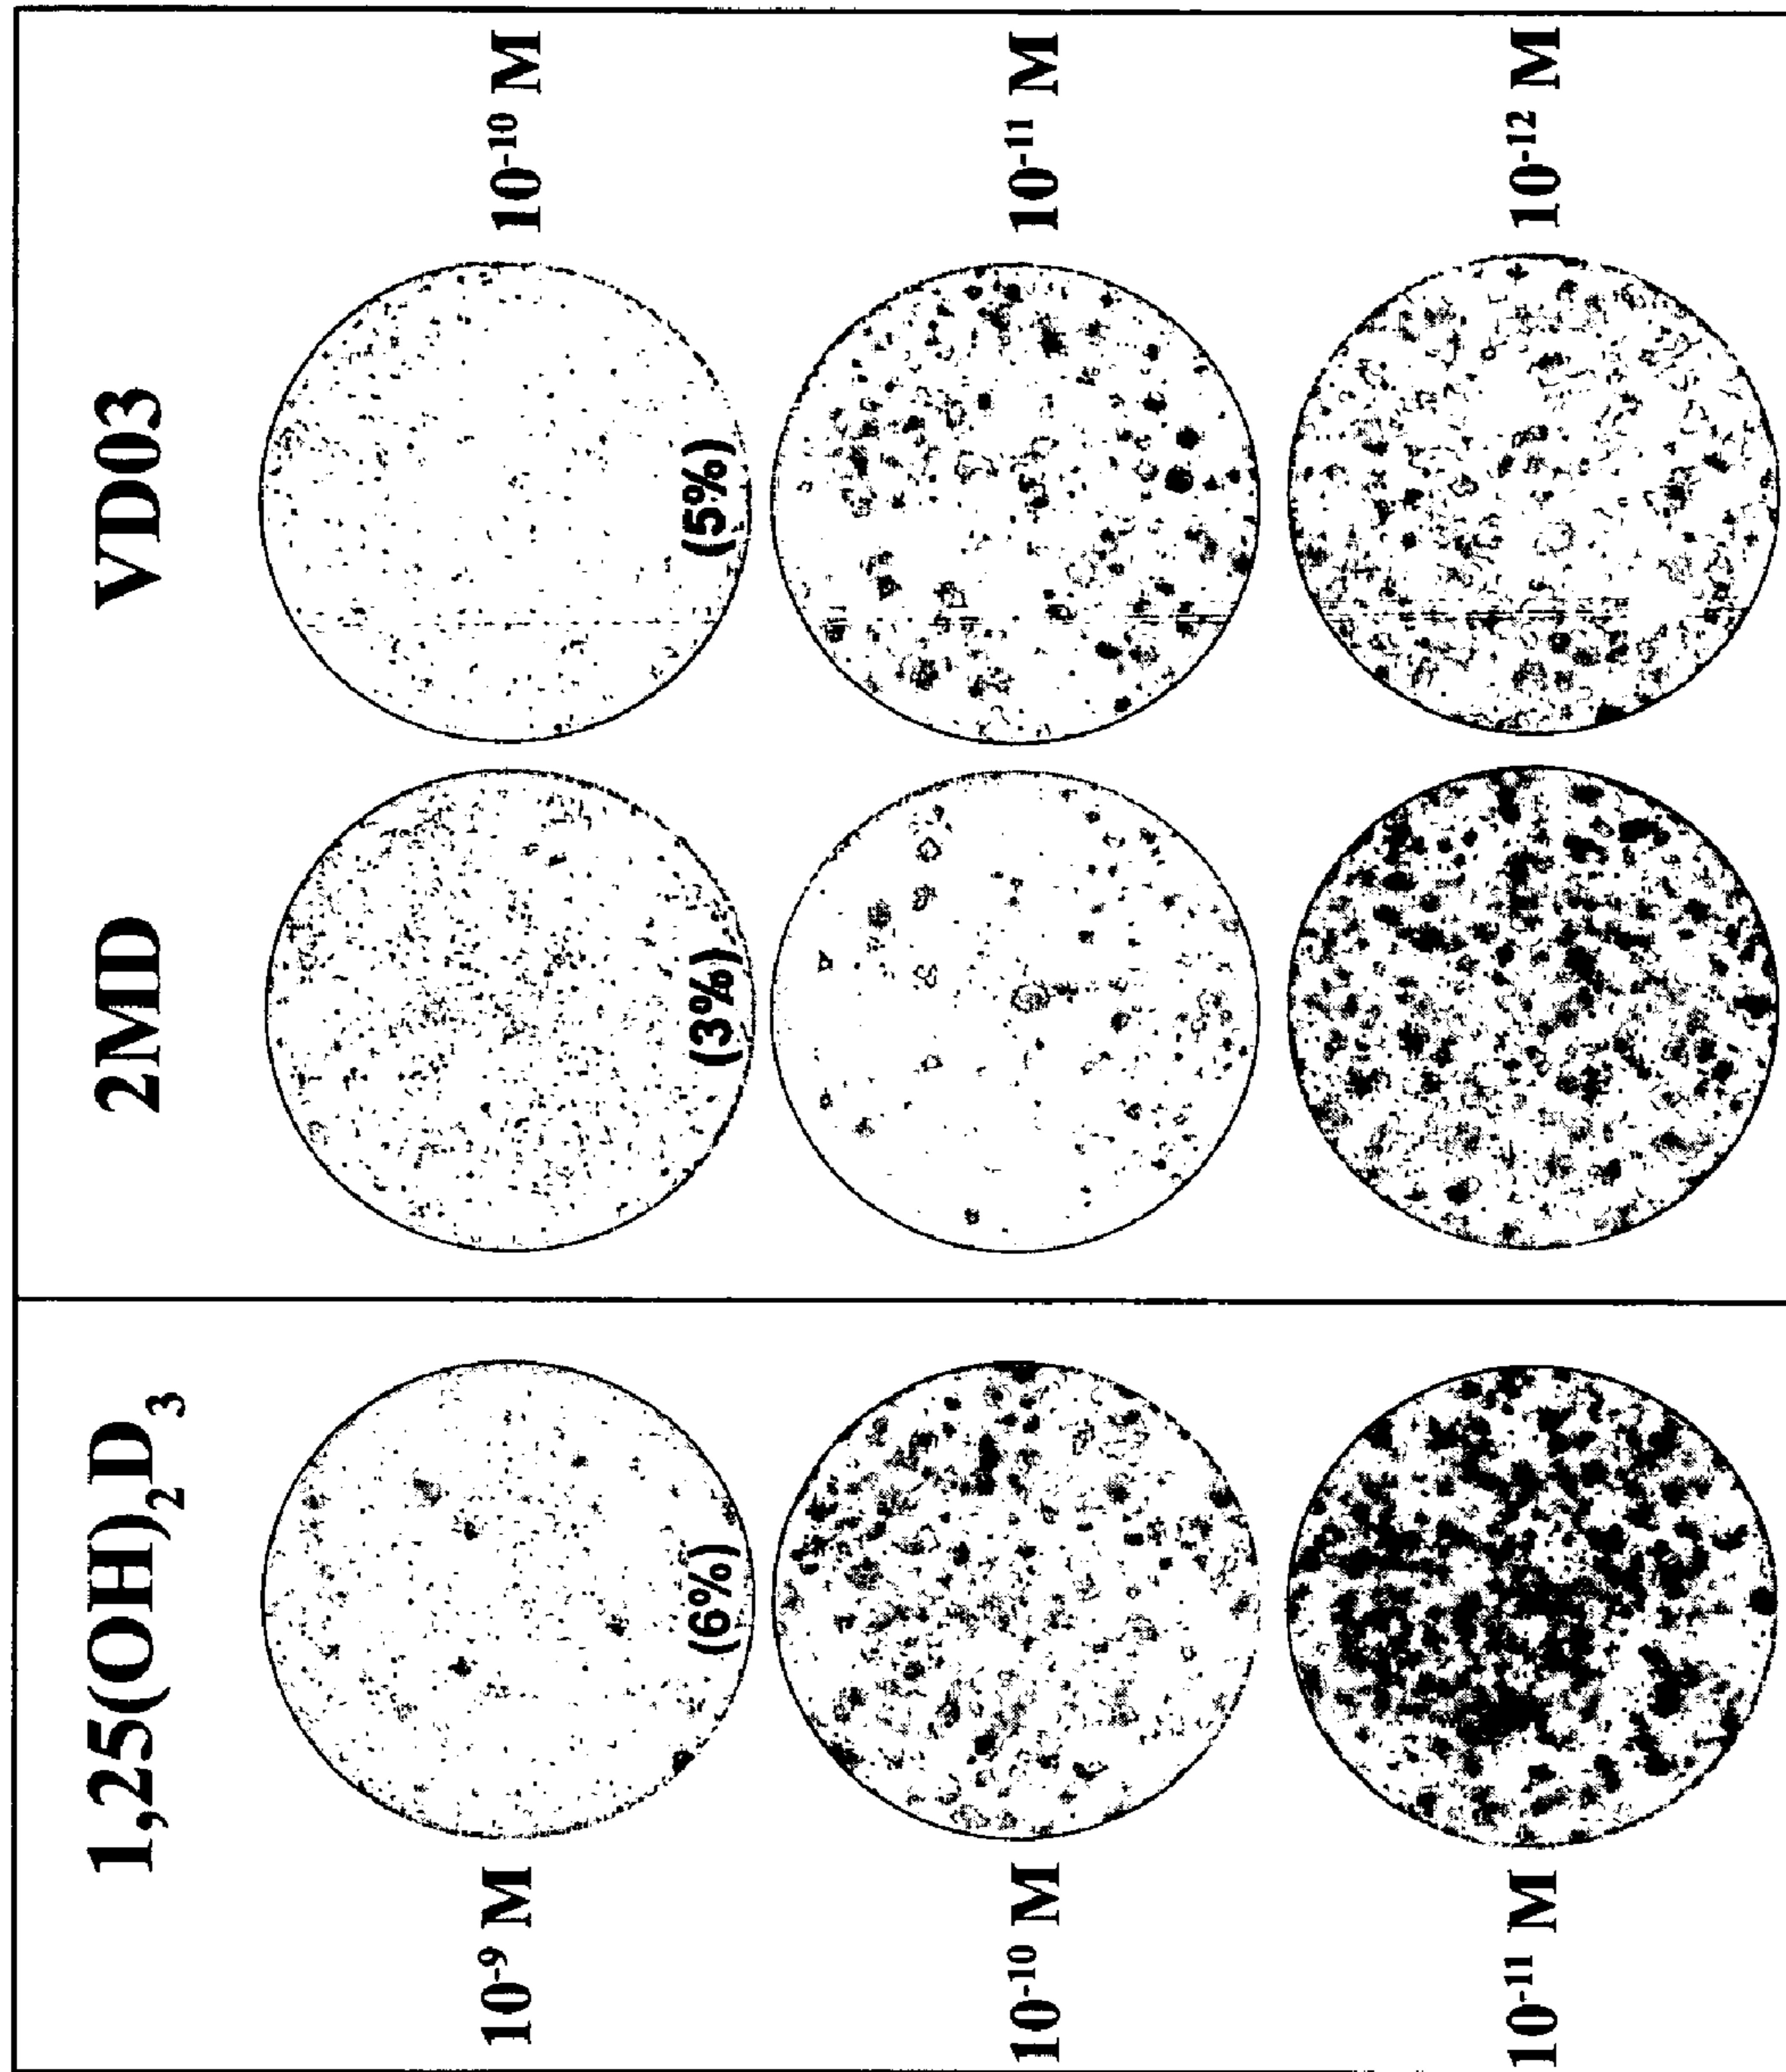 1,25(OH)₂D₃
2MD
VD03
10⁻⁹ M
(6%)
(3%)
(5%)
10⁻¹⁰ M
10⁻¹⁰ M
10⁻¹¹ M
10⁻¹¹ M
10⁻¹² M